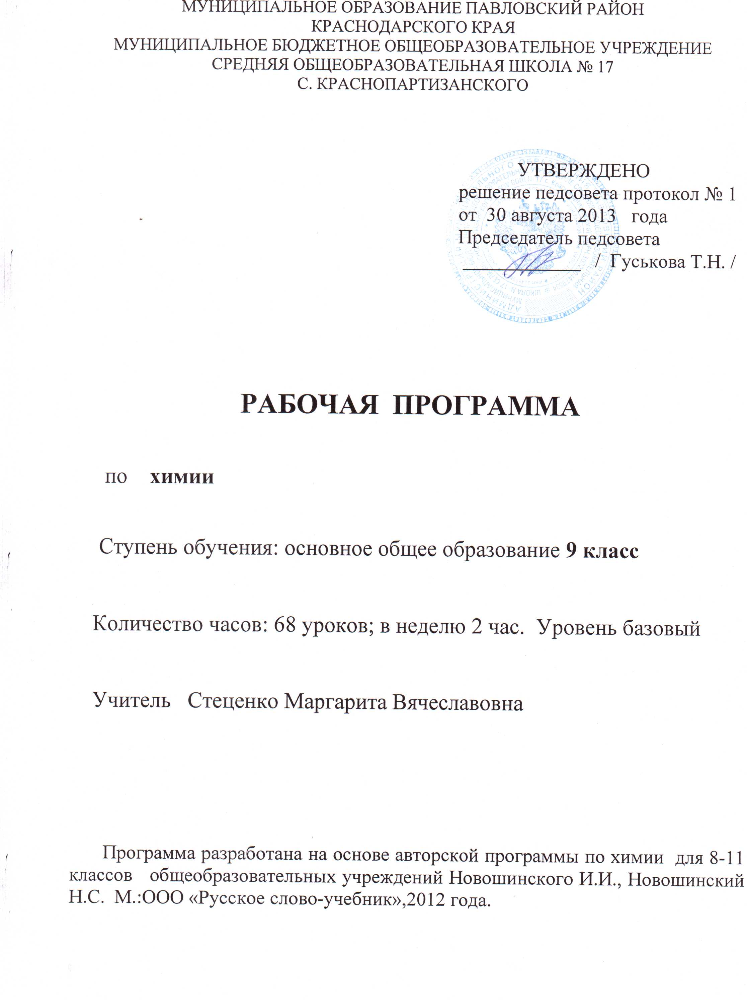 МУНИЦИПАЛЬНОЕ ОБРАЗОВАНИЕ ПАВЛОВСКИЙ РАЙОН
КРАСНОДАРСКОГО КРАЯ
МУНИЦИПАЛЬНОЕ БЮДЖЕТНОЕ ОБЩЕОБРАЗОВАТЕЛЬНОЕ УЧРЕЖДЕНИЕ
СРЕДНЯЯ ОБЩЕОБРАЗОВАТЕЛЬНАЯ ШКОЛА № 17
С. КРАСНОПАРТИЗАНСКОГО
УТВЕРЖДЕНО
решение педсовета протокол № 1
от 30 августа 2013 года
Председатель педсовета
/ Гуськова Т.Н. /
РАБОЧАЯ ПРОГРАММА
по химии
Ступень обучения: основное общее образование 9 класс
Количество часов: 68 уроков; в неделю 2 час. Уровень базовый
Учитель Стеценко Маргарита Вячеславовна
Программа разработана на основе авторской программы по химии для 8-11
классов общеобразовательных учреждений Новошинского И.И., Новошинский
Н.С. М.:ООО «Русское слово-учебник»,2012 года.